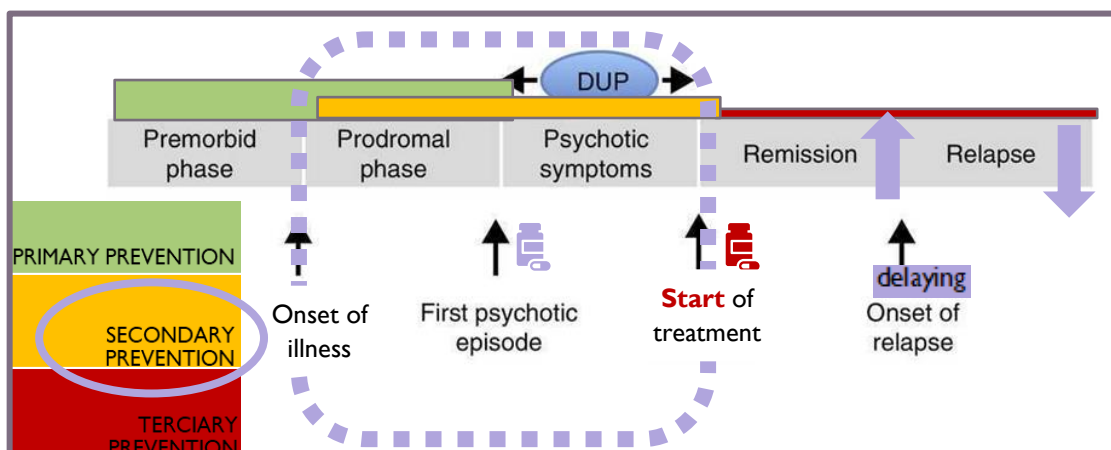 DUP
Premorbid
phase
Prodromal
phase
Psychotic
symptoms
Remission
Relapse
PRIMARY PREVENTION
SECONDARY
PREVENTION
TERCIARY
PREVENTION
Onset of
illness
First psychotic
episode
Start of
treatment
delaying
Onset of
relapse